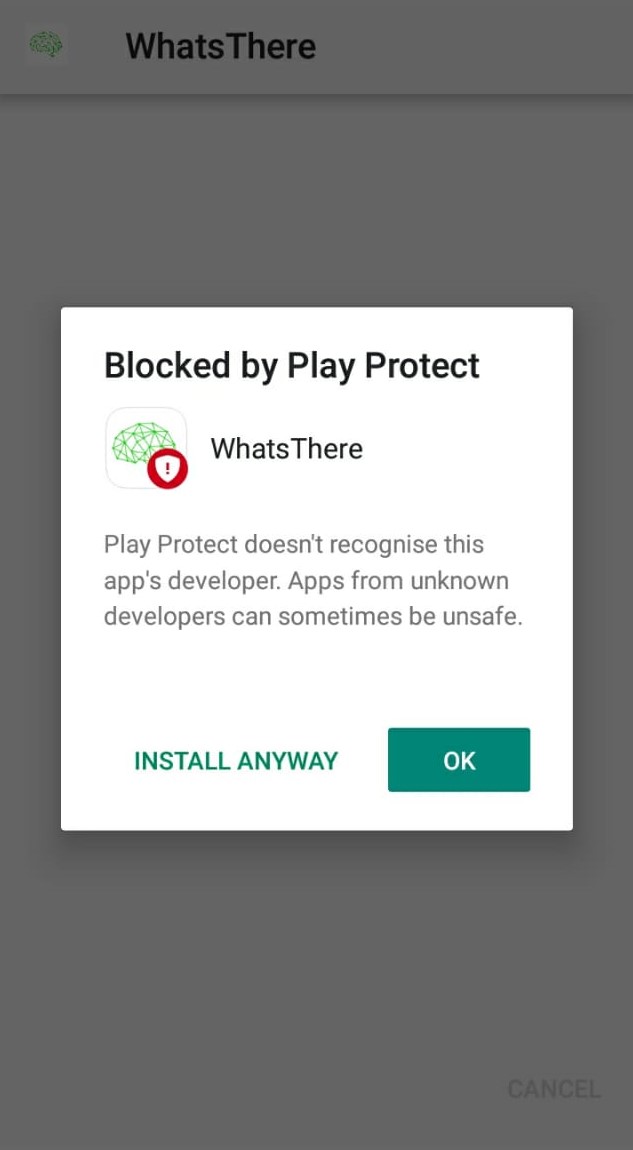 WhatsThere
Blocked by Play Protect
WhatsThere
Play Protect doesn't recognise this
app's developer. Apps from unknown
developers can sometimes be unsafe.
INSTALL ANYWAY OK
CANCEL